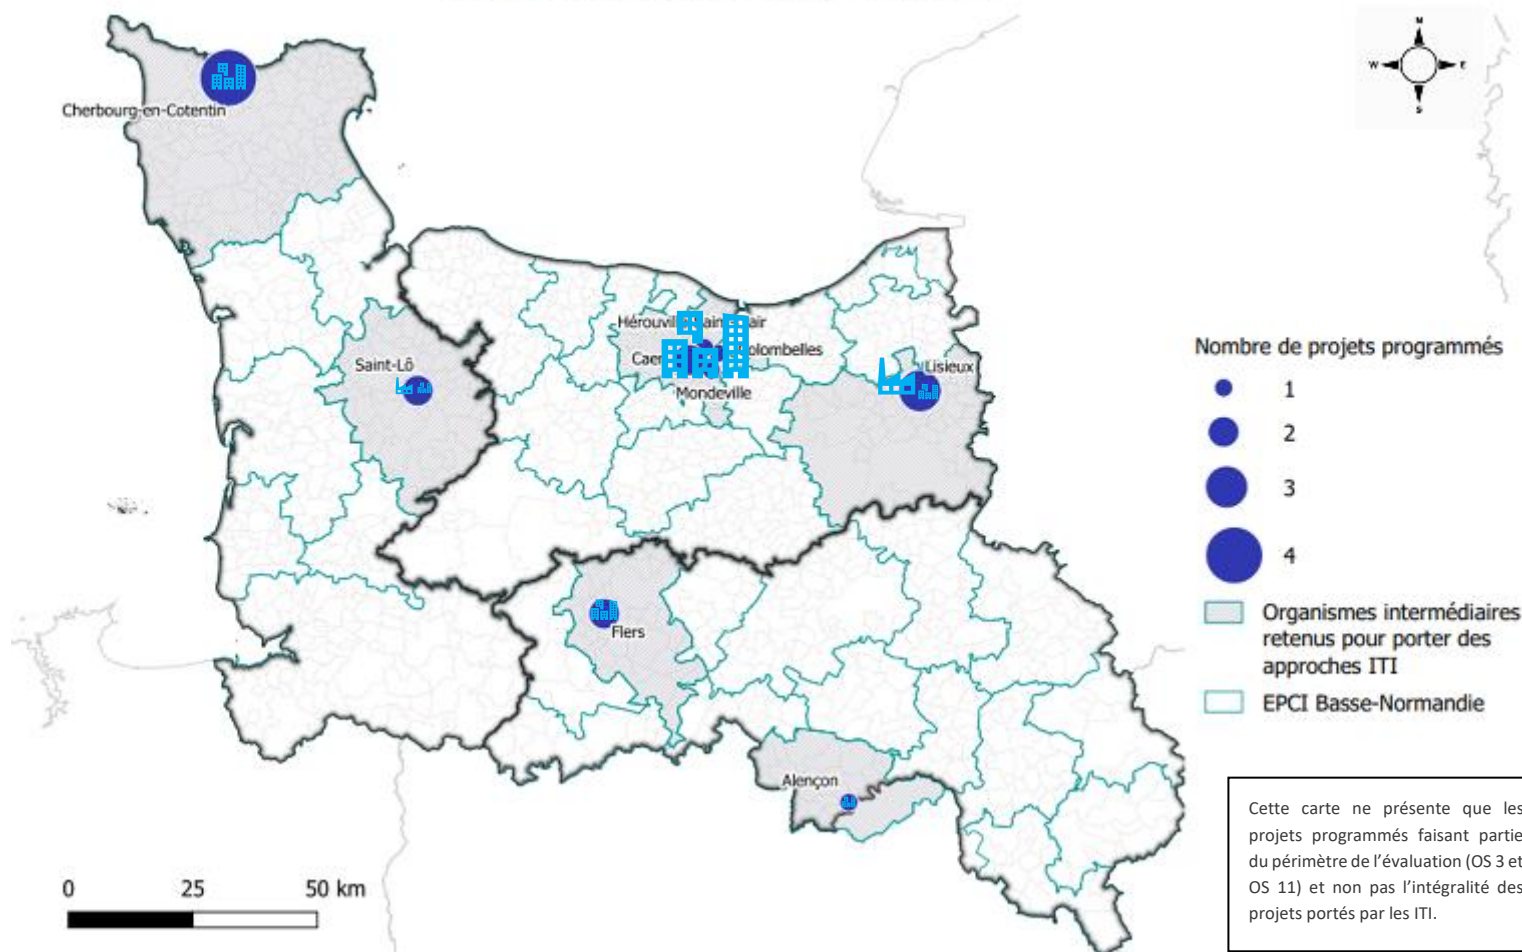 N
W E
S
Cherbourg-en-Cotentin
Saint-Lô
Caen
Mondeville
Lisieux
Flers
Alençon
Nombre de projets programmés
1
2
3
4
Organismes intermédiaires
retenus pour porter des
approches ITI
EPCI Basse-Normandie
0 25 50 km
Cette carte ne présente que les
projets programmés faisant partie
du périmètre de l'évaluation (OS 3 et
OS 11) et non pas l'intégralité des
projets portés par les ITI.